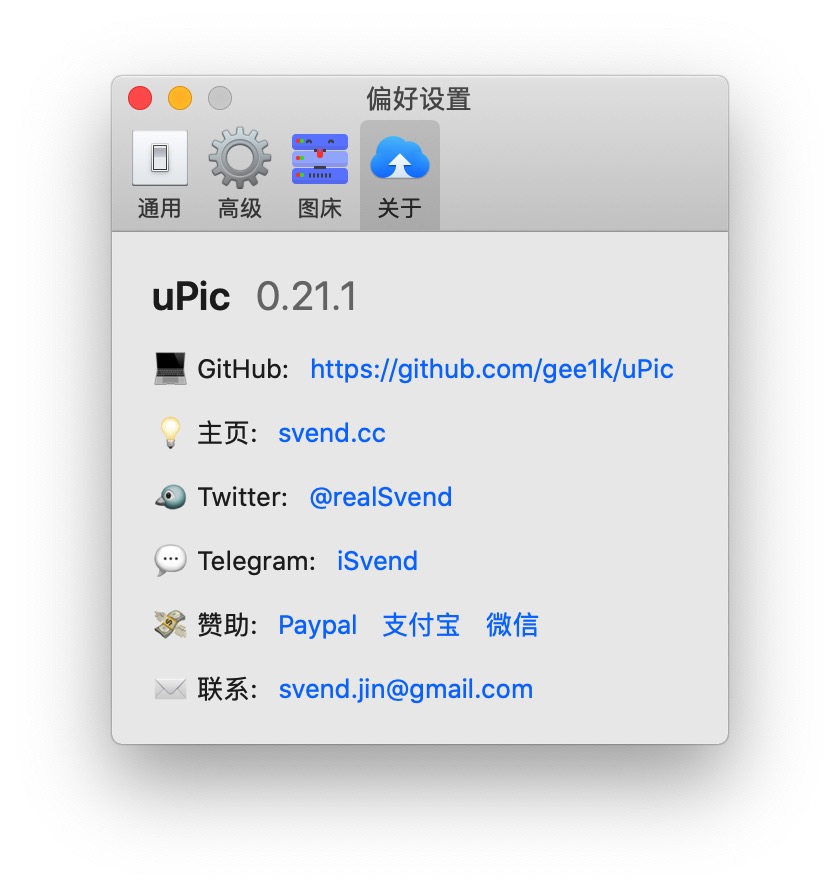 偏好设置
通用 高级 图床 关于
uPic 0.21.1
GitHub: https://github.com/gee1k/uPic
主页: svend.cc
Twitter: @realSvend
Telegram: iSvend
赞助: Paypal 支付宝 微信
联系: svend.jin@gmail.com